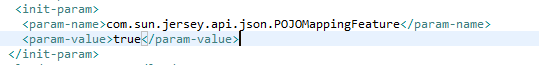 <init-param>
<param-name>com.sun.jersey.api.json.POJOMappingFeature</param-name>
<param-value>true</param-value>
</init-param>